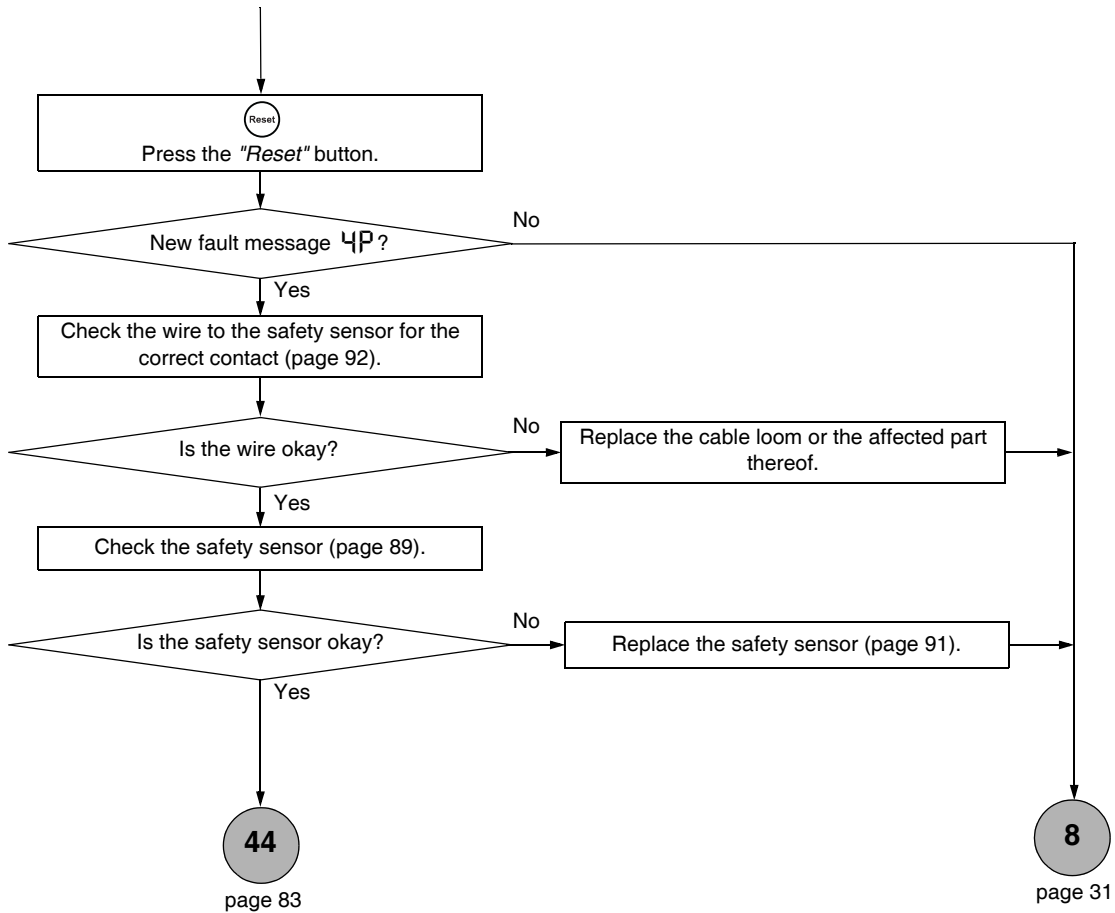 Reset
Press the "Reset" button.
No
New fault message 4P?
Yes
Check the wire to the safety sensor for the
correct contact (page 92).
No
Is the wire okay?
Replace the cable loom or the affected part
thereof.
Yes
Check the safety sensor (page 89).
No
Is the safety sensor okay?
Replace the safety sensor (page 91).
Yes
44
8
page 83
page 31